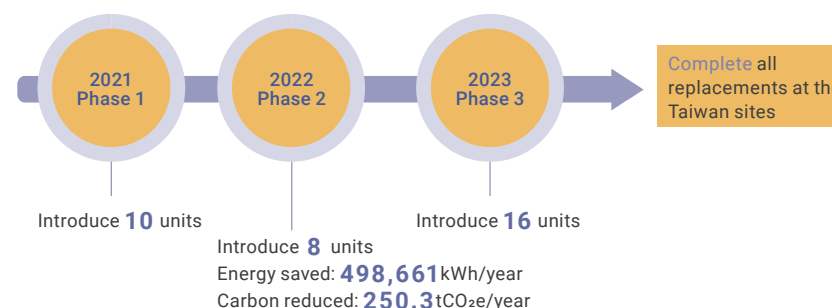 2021
Phase 1
2022
Phase 2
2023
Phase 3
Complete all
replacements at th
Taiwan sites
Introduce 10 units
Introduce 8 units
Energy saved: 498,661kWh/year
Carbon reduced: 250.3tCO₂e/year
Introduce 16 units